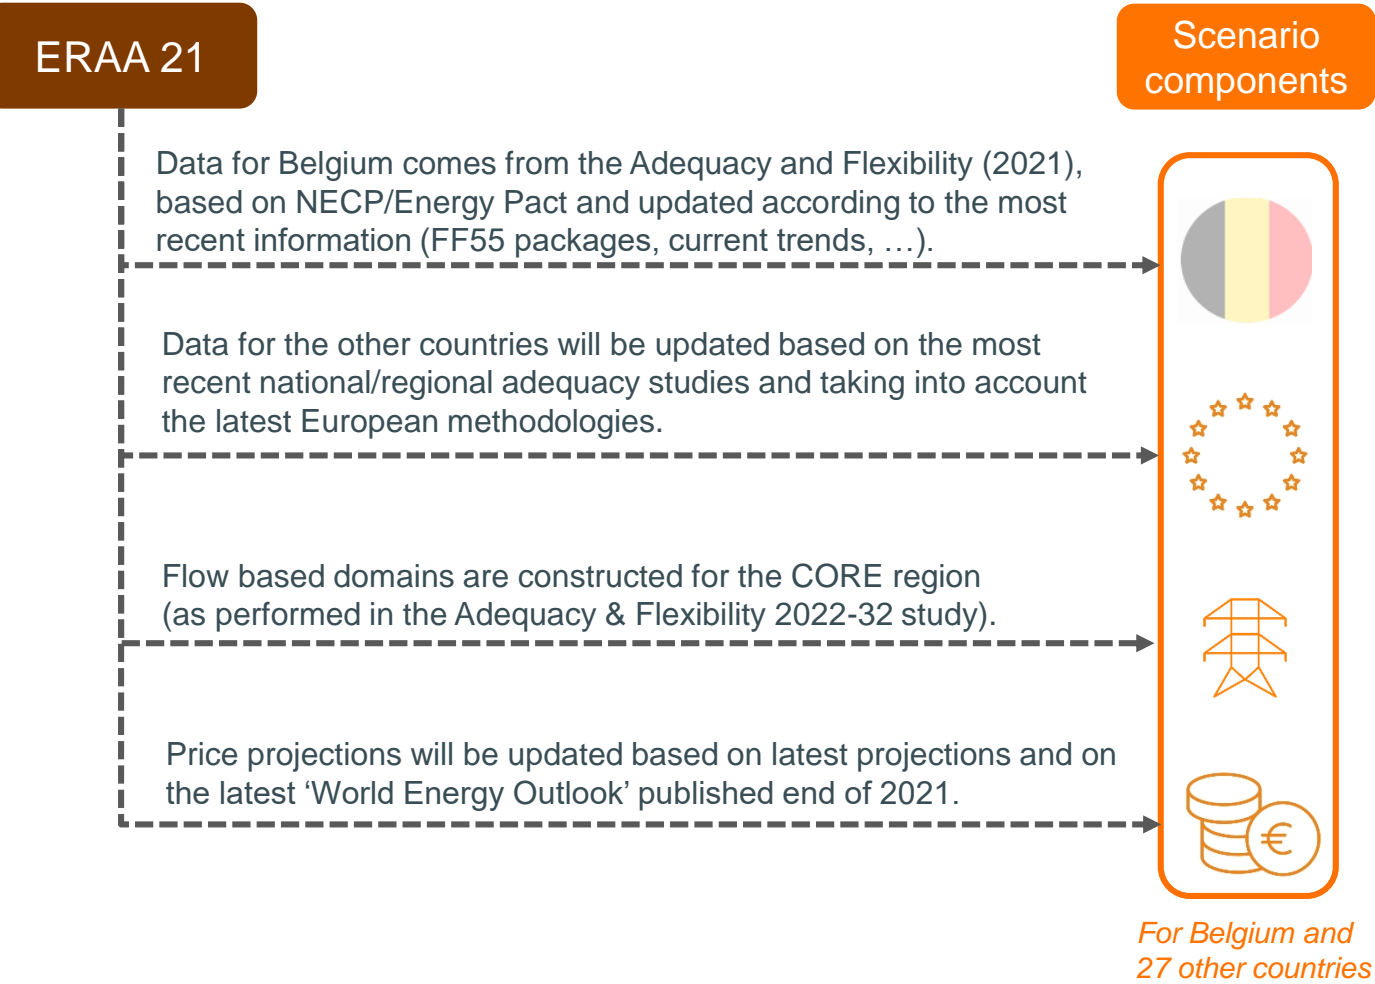 ERAA 21
Scenario
components
Data for Belgium comes from the Adequacy and Flexibility (2021),
based on NECP/Energy Pact and updated according to the most
recent information (FF55 packages, current trends, …).
Data for the other countries will be updated based on the most
recent national/regional adequacy studies and taking into account
the latest European methodologies.
Flow based domains are constructed for the CORE region
(as performed in the Adequacy & Flexibility 2022-32 study).
Price projections will be updated based on latest projections and on
the latest ‘World Energy Outlook’ published end of 2021.
€
For Belgium and
27 other countries